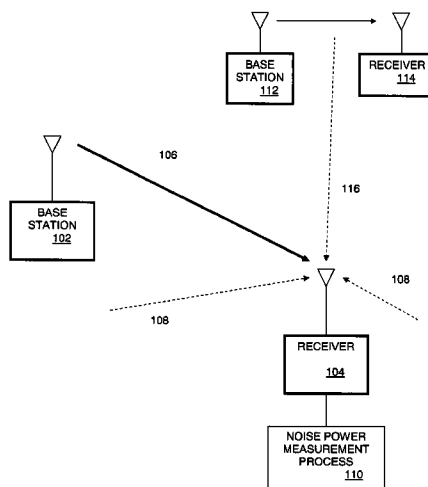 BASE
STATION
112
RECEIVER
114
106
116
BASE
STATION
102
108
108
RECEIVER
104
NOISE POWER
MEASUREMENT
PROCESS
110